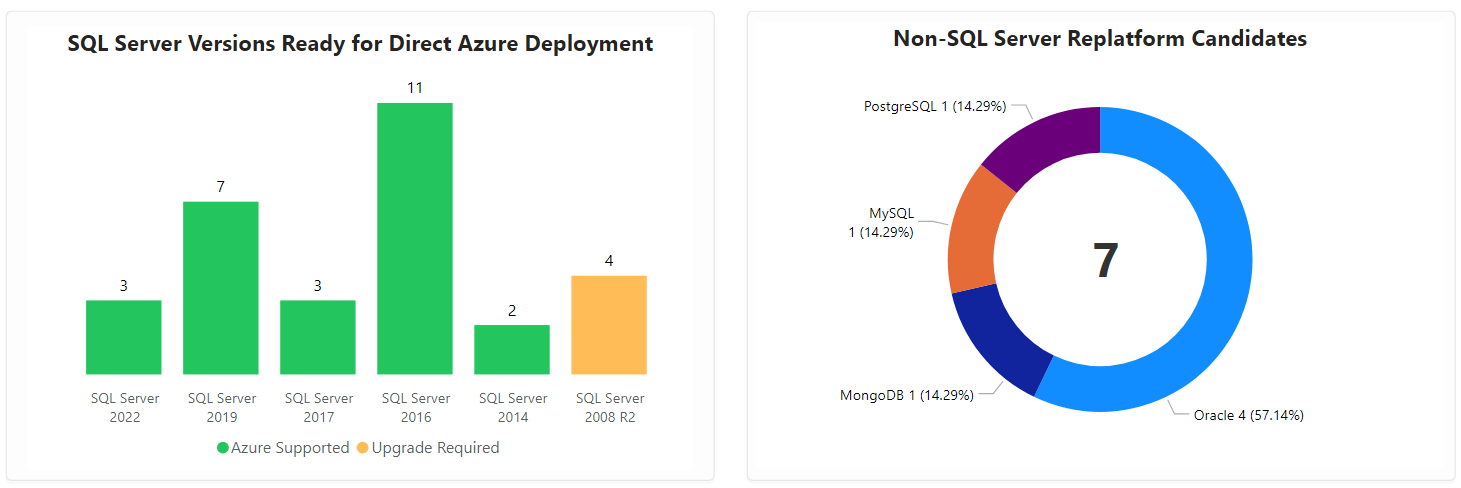 SQL Server Versions Ready for Direct Azure Deployment
3
7
3
11
2
4
SQL Server
2022
SQL Server
2019
SQL Server
2017
SQL Server
2016
SQL Server
2014
SQL Server
2008 R2
Azure Supported
Upgrade Required
Non-SQL Server Replatform Candidates
PostgreSQL 1 (14.29%)
MySQL
1 (14.29%)
7
MongoDB 1 (14.29%)
Oracle 4 (57.14%)